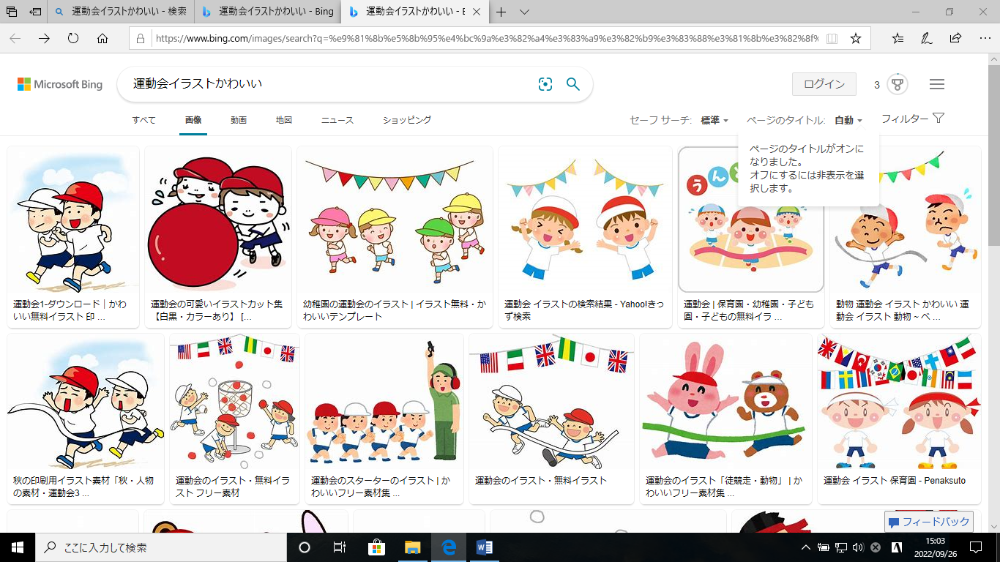 運動会イラストかわいい - 検索
運動会イラストかわいい - Bing
運動会イラストかわいい - E
https://www.bing.com/images/search?q=%e9%81%8b%e5%8b%95%e4%bc%9a%e3%82%a4%e3%83%a9%e3%82%b9%e3%83%88%e3%81%8b%e3%82%8f%
Microsoft Bing
運動会イラストかわいい
ログイン
3
すべて
画像
動画
地図
ニュース
ショッピング
セーフ サーチ: 標準
ページのタイトル: 自動
フィルター
ページのタイトルがオンに
なりました。
オフにするには非表示を選
択します。
うん
運動会1-ダウンロード｜かわ
いい無料イラスト 印 ...
運動会の可愛いイラストカット集
【白黒・カラーあり】 [...
幼稚園の運動会のイラスト | イラスト無料・か
わいいテンプレート
運動会 イラストの検索結果 - Yahoo!きっ
ず検索
運動会 | 保育園・幼稚園・子ども
園・子どもの無料イラ ...
動物 運動会 イラスト かわいい 運
動会 イラスト 動物 ~ ベ ...
秋の印刷用イラスト素材「秋・人物
の素材・運動会3 ...
運動会のイラスト・無料イラ
スト フリー素材
運動会のスターターのイラスト | か
わいいフリー素材集 ...
運動会のイラスト・無料イラスト
運動会のイラスト「徒競走・動物」 | か
わいいフリー素材集 ...
運動会 イラスト 保育園 - Penaksuto
フィードバック
ここに入力して検索
A
15:03
2022/09/26